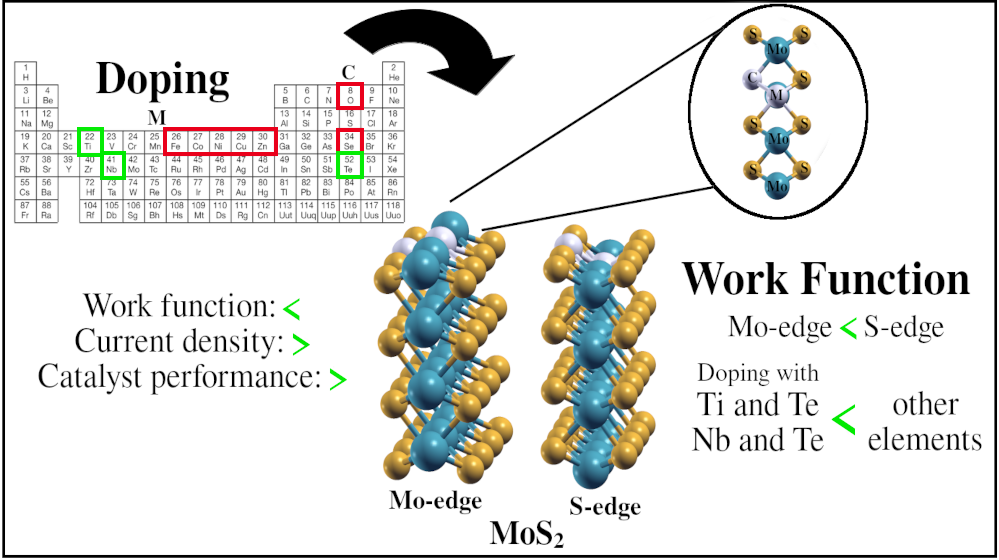 Doping
M
C
1 2
H He
3 4 5 6 7 8 9 10
Li Be B C N O F Ne
11 12 13 14 15 16 17 18
Na Mg Al Si P S Cl Ar
19 20 21 22 23 24 25 26 27 28 29 30 31 32 33 34 35 36
K Ca Sc Ti V Cr Mn Fe Co Ni Cu Zn Ga Ge As Se Br Kr
37 38 39 40 41 42 43 44 45 46 47 48 49 50 51 52 53 54
Rb Sr Y Zr Nb Mo Tc Ru Rh Pd Ag Cd In Sn Sb Te I Xe
55 56 72 73 74 75 76 77 78 79 80 81 82 83 84 85 86
Cs Ba Hf Ta W Re Os Ir Pt Au Hg Tl Pb Bi Po At Rn
87 88 104 105 106 107 108 109 110 111 112 113 114 115 116 117 118
Fr Ra Rf Db Sg Bh Hs Mt Ds Rg Cn Uut Uuq Uup Uuh Uus Uuo
S S
Mo
C S
M
S S
Mo
S S
Mo
Work function: <
Current density: >
Catalyst performance: >
Mo-edge
S-edge
MoS₂
Work Function
Mo-edge < S-edge
Doping with
Ti and Te
Nb and Te
<
other
elements